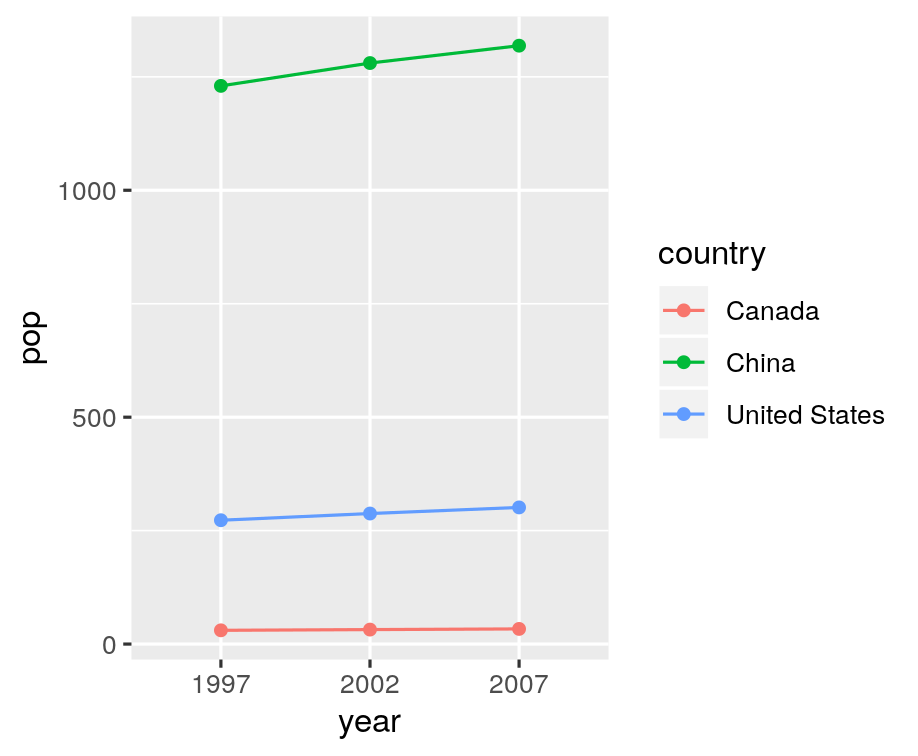 pop
1000
500
0
1997 2002 2007
year
country
Canada
China
United States